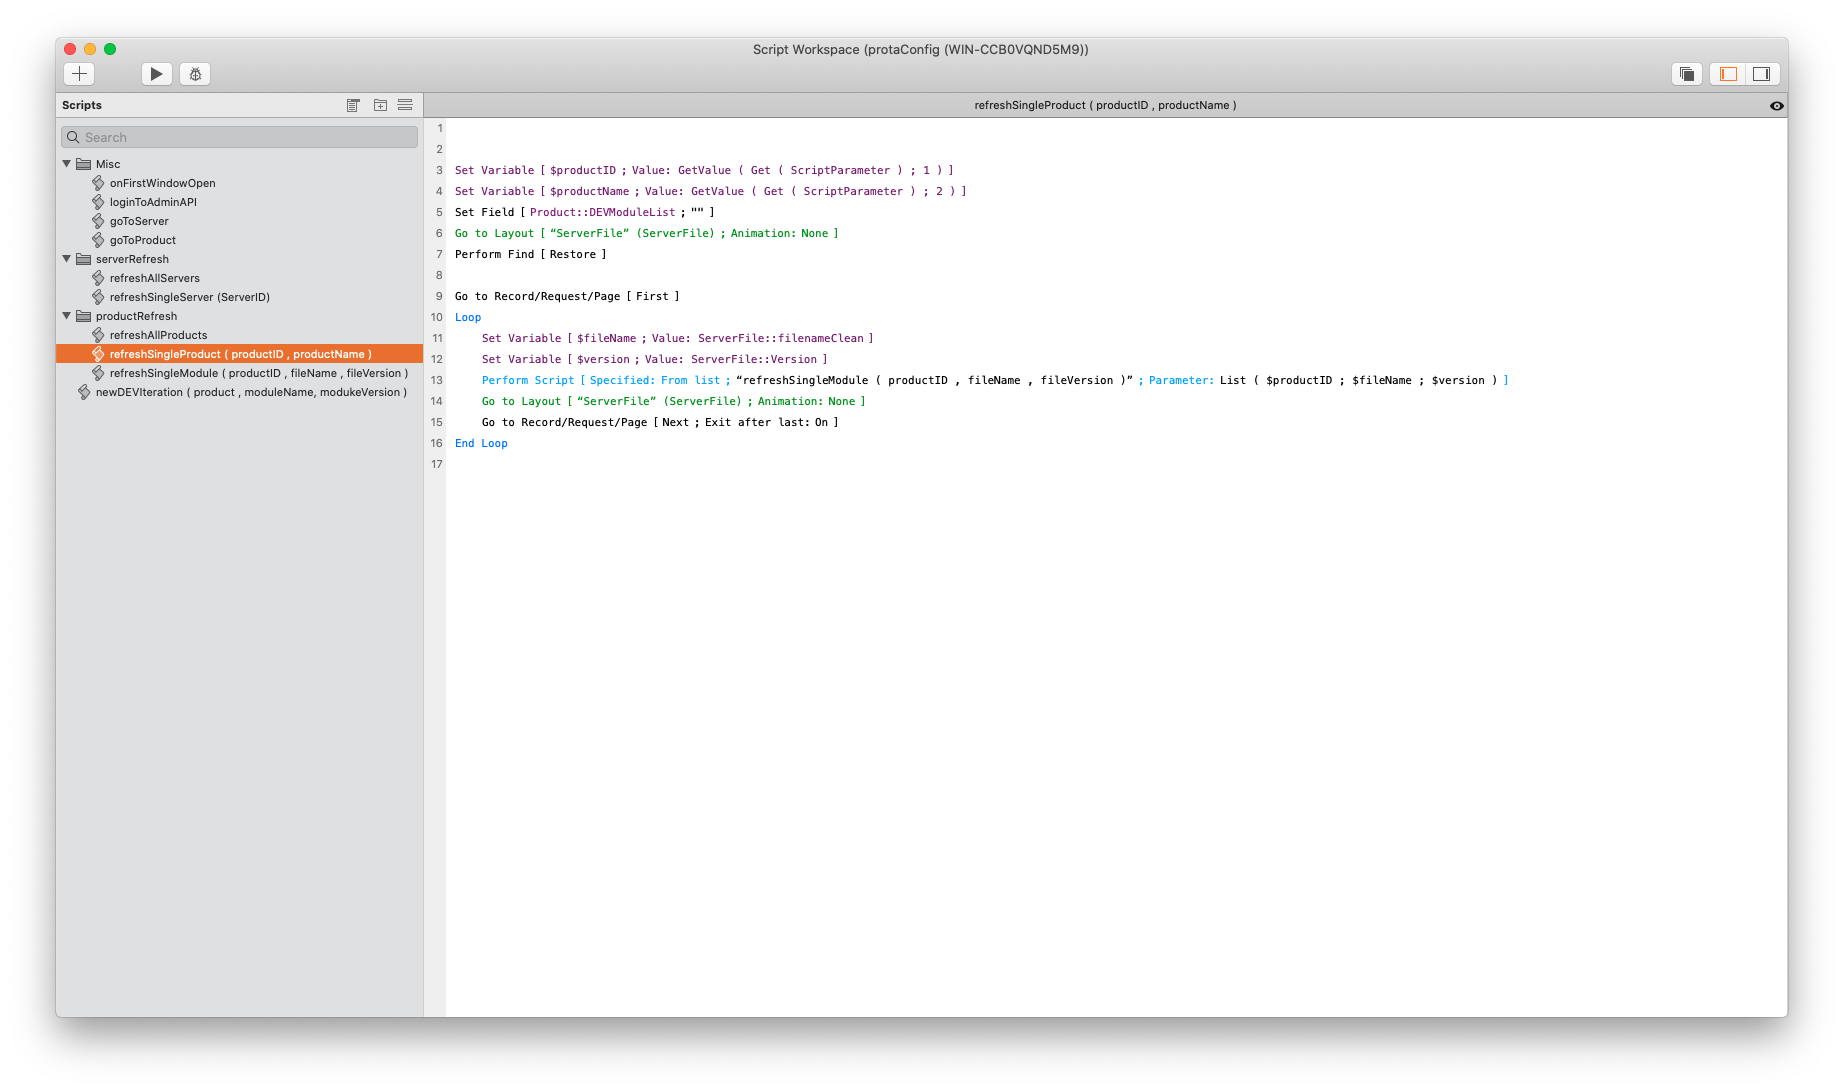 Script Workspace (protaConfig (WIN-CCB0VQND5M9))
Scripts
refreshSingleProduct ( productID , productName )
Search
Misc
onFirstWindowOpen
loginToAdminAPI
goToServer
goToProduct
serverRefresh
refreshAllServers
refreshSingleServer (ServerID)
productRefresh
refreshAllProducts
refreshSingleProduct ( productID , productName )
refreshSingleModule ( productID , fileName , fileVersion )
newDEVIteration ( product , moduleName, modukeVersion )
1
2
3 Set Variable [ $productID ; Value: GetValue ( Get ( ScriptParameter ) ; 1 ) ]
4 Set Variable [ $productName ; Value: GetValue ( Get ( ScriptParameter ) ; 2 ) ]
5 Set Field [ Product::DEVModuleList ; "" ]
6 Go to Layout [ “ServerFile” (ServerFile) ; Animation: None ]
7 Perform Find [ Restore ]
8
9 Go to Record/Request/Page [ First ]
10 Loop
11 Set Variable [ $fileName ; Value: ServerFile::filenameClean ]
12 Set Variable [ $version ; Value: ServerFile::Version ]
13 Perform Script [ Specified: From list ; “refreshSingleModule ( productID , fileName , fileVersion )” ; Parameter: List ( $productID ; $fileName ; $version ) ]
14 Go to Layout [ “ServerFile” (ServerFile) ; Animation: None ]
15 Go to Record/Request/Page [ Next ; Exit after last: On ]
16 End Loop
17